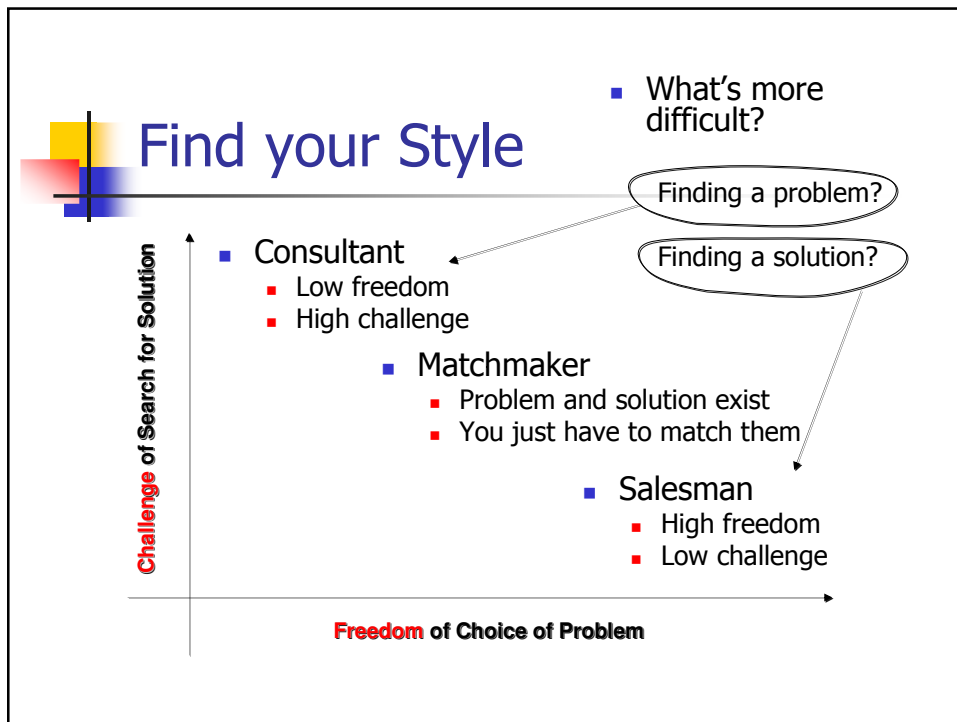 Find your Style
What's more
difficult?
Finding a problem?
Finding a solution?
Consultant
Low freedom
High challenge
Matchmaker
Problem and solution exist
You just have to match them
Salesman
High freedom
Low challenge
Challenge of Search for Solution
Freedom of Choice of Problem